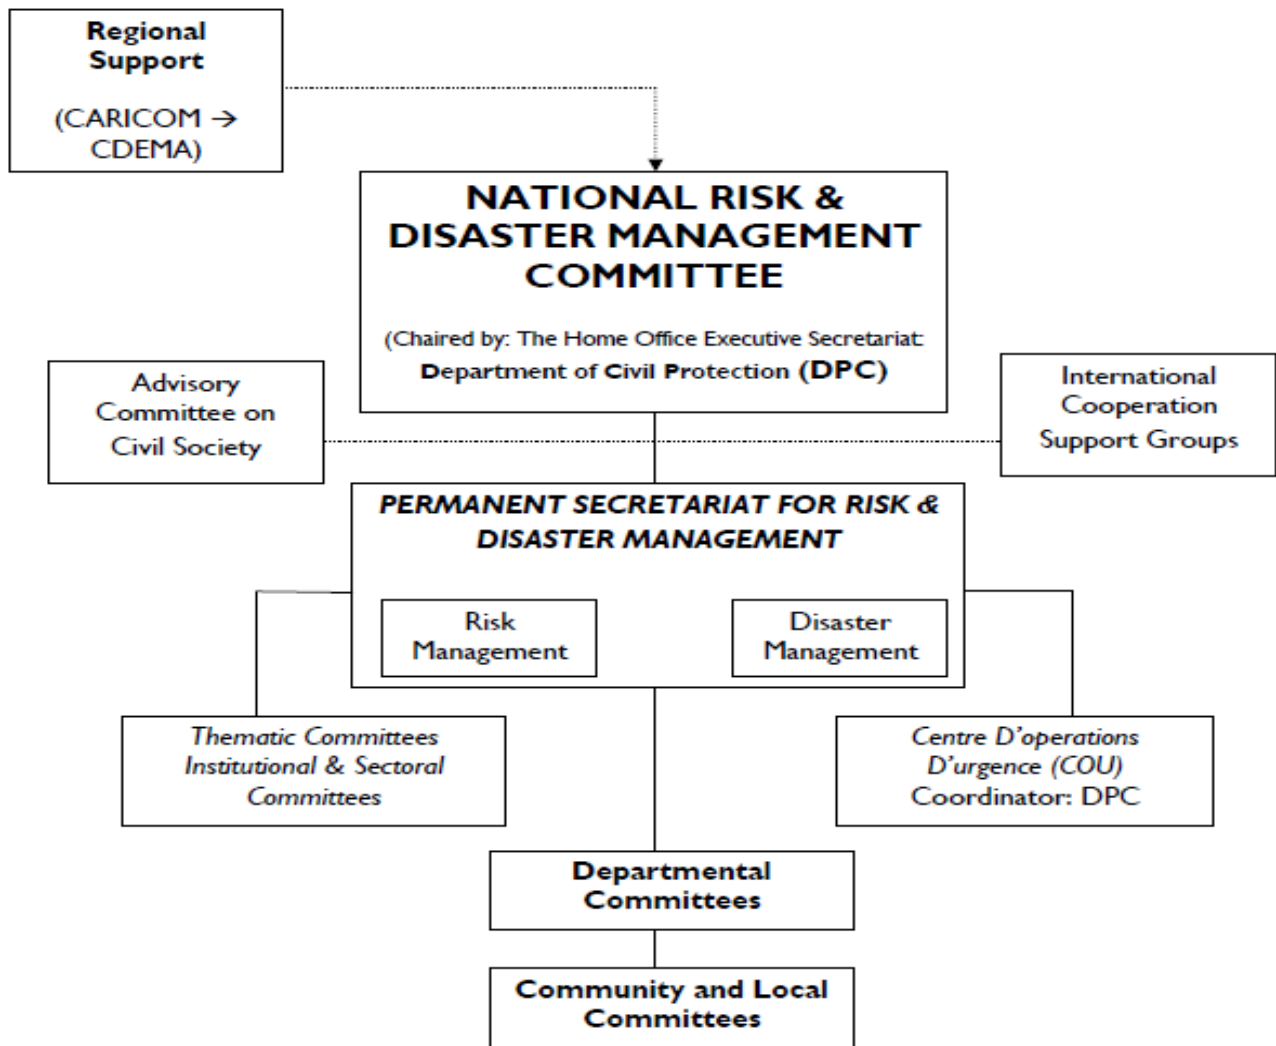 Regional
Support
(CARICOM →
CDEMA)
NATIONAL RISK &
DISASTER MANAGEMENT
COMMITTEE
(Chaired by: The Home Office Executive Secretariat:
Department of Civil Protection (DPC)
Advisory
Committee on
Civil Society
International
Cooperation
Support Groups
PERMANENT SECRETARIAT FOR RISK &
DISASTER MANAGEMENT
Risk
Management
Disaster
Management
Thematic Committees
Institutional & Sectoral
Committees
Centre D'operations
D'urgence (COU)
Coordinator: DPC
Departmental
Committees
Community and Local
Committees